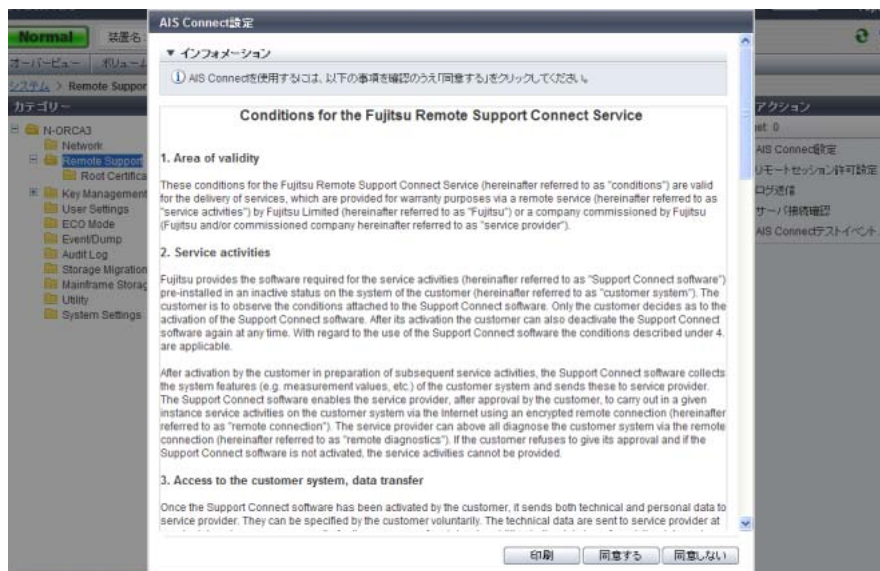 AIS Connect設定
Normal
装置名:
オーバービュー
ボリューム
システム > Remote Suppor
カテゴリー
N-ORCA3
Network
Remote Support
Root Certifica
Key Management
User Settings
ECO Mode
Event/Dump
Audit Log
Storage Migration
Mainframe Storag
Utility
System Settings
▼ インフォメーション
AIS Connectを使用するには、以下の事項を確認のうえ「同意する」をクリックしてください。
Conditions for the Fujitsu Remote Support Connect Service
1. Area of validity
These conditions for the Fujitsu Remote Support Connect Service (hereinafter referred to as "conditions") are valid
for the delivery of services, which are provided for warranty purposes via a remote service (hereinafter referred to as
"service activities") by Fujitsu Limited (hereinafter referred to as "Fujitsu") or a company commissioned by Fujitsu
(Fujitsu and/or commissioned company hereinafter referred to as "service provider").
2. Service activities
Fujitsu provides the software required for the service activities (hereinafter referred to as "Support Connect software")
pre-installed in an inactive status on the system of the customer (hereinafter referred to as "customer system"). The
customer is to observe the conditions attached to the Support Connect software. Only the customer decides as to the
activation of the Support Connect software. After its activation the customer can also deactivate the Support Connect
software again at any time. With regard to the use of the Support Connect software the conditions described under 4.
are applicable.
After activation by the customer in preparation of subsequent service activities, the Support Connect software collects
the system features (e.g. measurement values, etc.) of the customer system and sends these to service provider.
The Support Connect software enables the service provider, after approval by the customer, to carry out in a given
instance service activities on the customer system via the Internet using an encrypted remote connection (hereinafter
referred to as "remote connection"). The service provider can above all diagnose the customer system via the remote
connection (hereinafter referred to as "remote diagnostics"). If the customer refuses to give its approval and if the
Support Connect software is not activated, the service activities cannot be provided.
3. Access to the customer system, data transfer
Once the Support Connect software has been activated by the customer, it sends both technical and personal data to
service provider. They can be specified by the customer voluntarily. The technical data are sent to service provider at
印刷
同意する
同意しない
アクション
AIS Connect設定
リモートセッション許可設定
ログ送信
サーバ接続確認
AIS Connectテストイベント